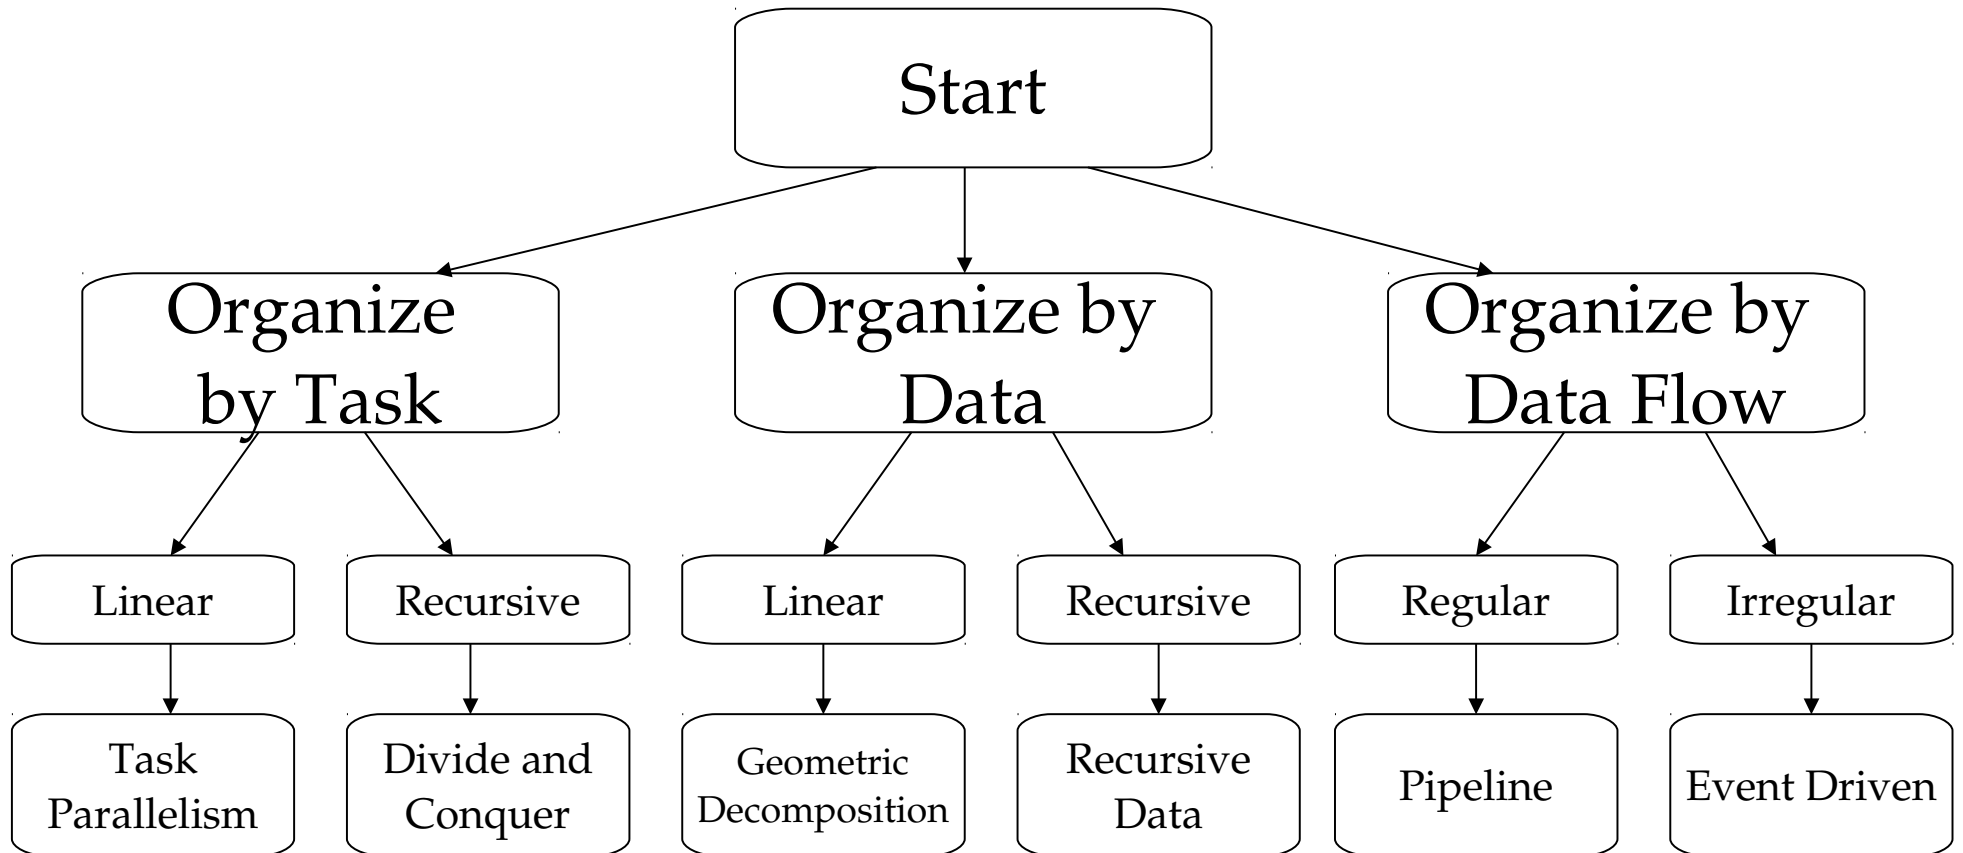 Start
Organize
by Task
Organize by
Data
Organize by
Data Flow
Linear
Recursive
Linear
Recursive
Regular
Irregular
Task
Parallelism
Divide and
Conquer
Geometric
Decomposition
Recursive
Data
Pipeline
Event Driven